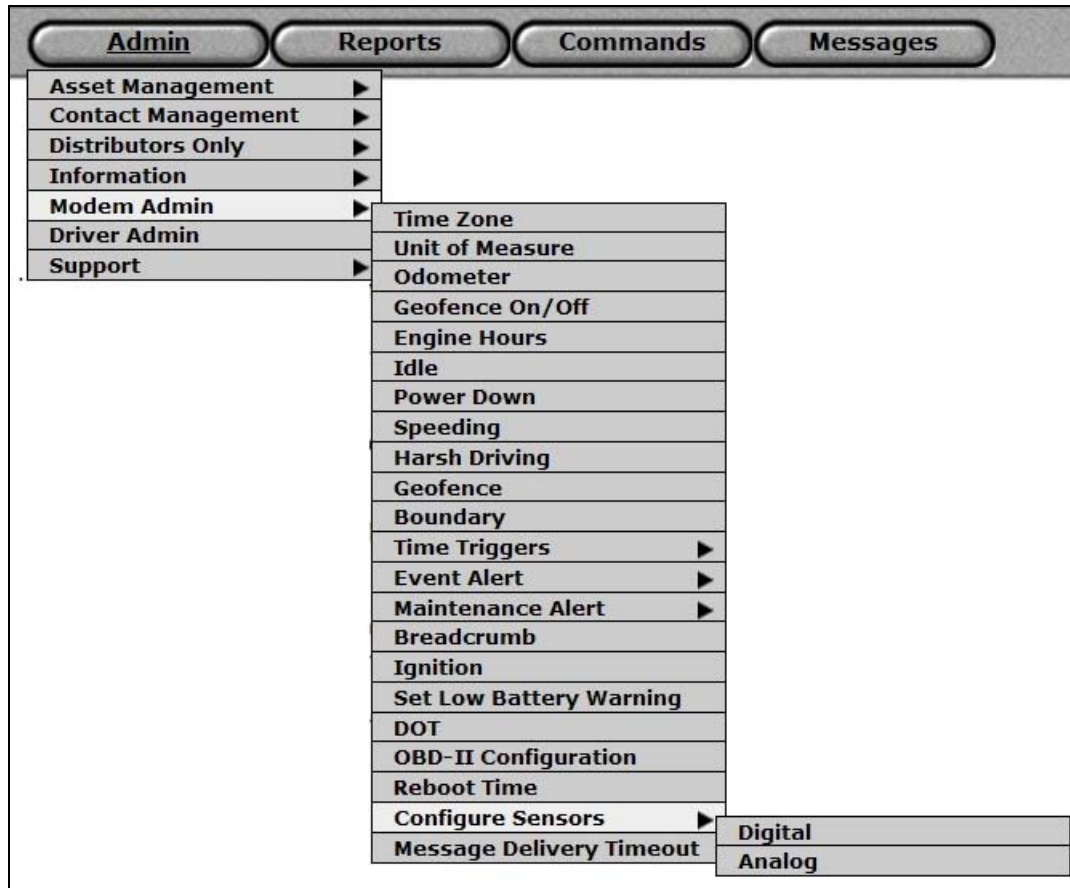 Admin Reports Commands Messages
Asset Management
Contact Management
Distributors Only
Information
Modem Admin
Driver Admin
Support
Time Zone
Unit of Measure
Odometer
Geofence On/Off
Engine Hours
Idle
Power Down
Speeding
Harsh Driving
Geofence
Boundary
Time Triggers
Event Alert
Maintenance Alert
Breadcrumb
Ignition
Set Low Battery Warning
DOT
OBD-II Configuration
Reboot Time
Configure Sensors
Message Delivery Timeout
Digital
Analog